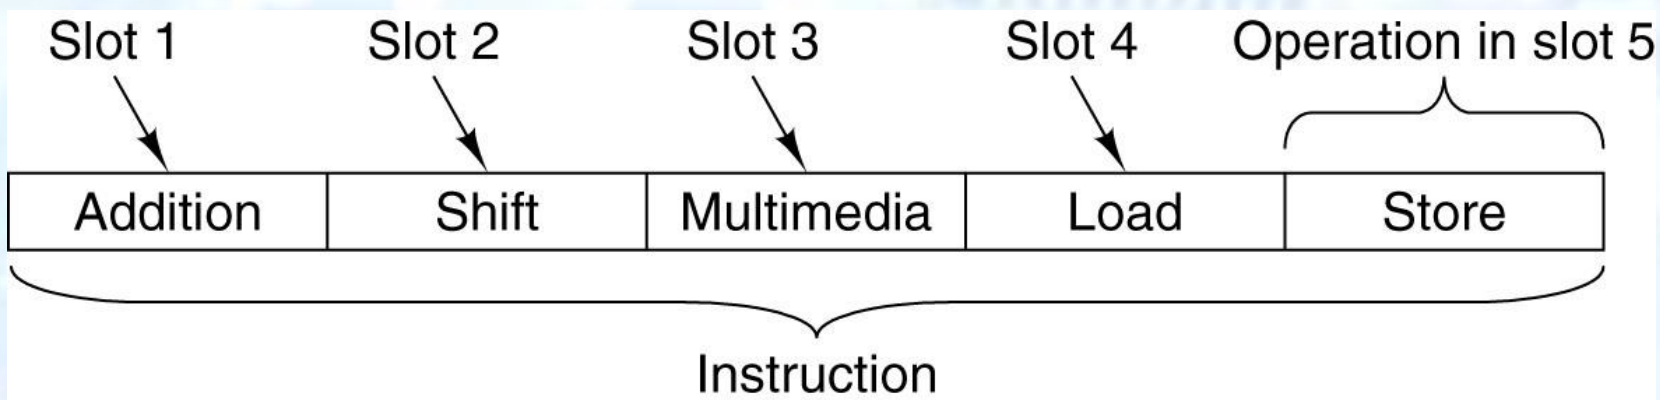 Slot 1 Slot 2 Slot 3 Slot 4 Operation in slot 5
Addition Shift Multimedia Load Store
Instruction